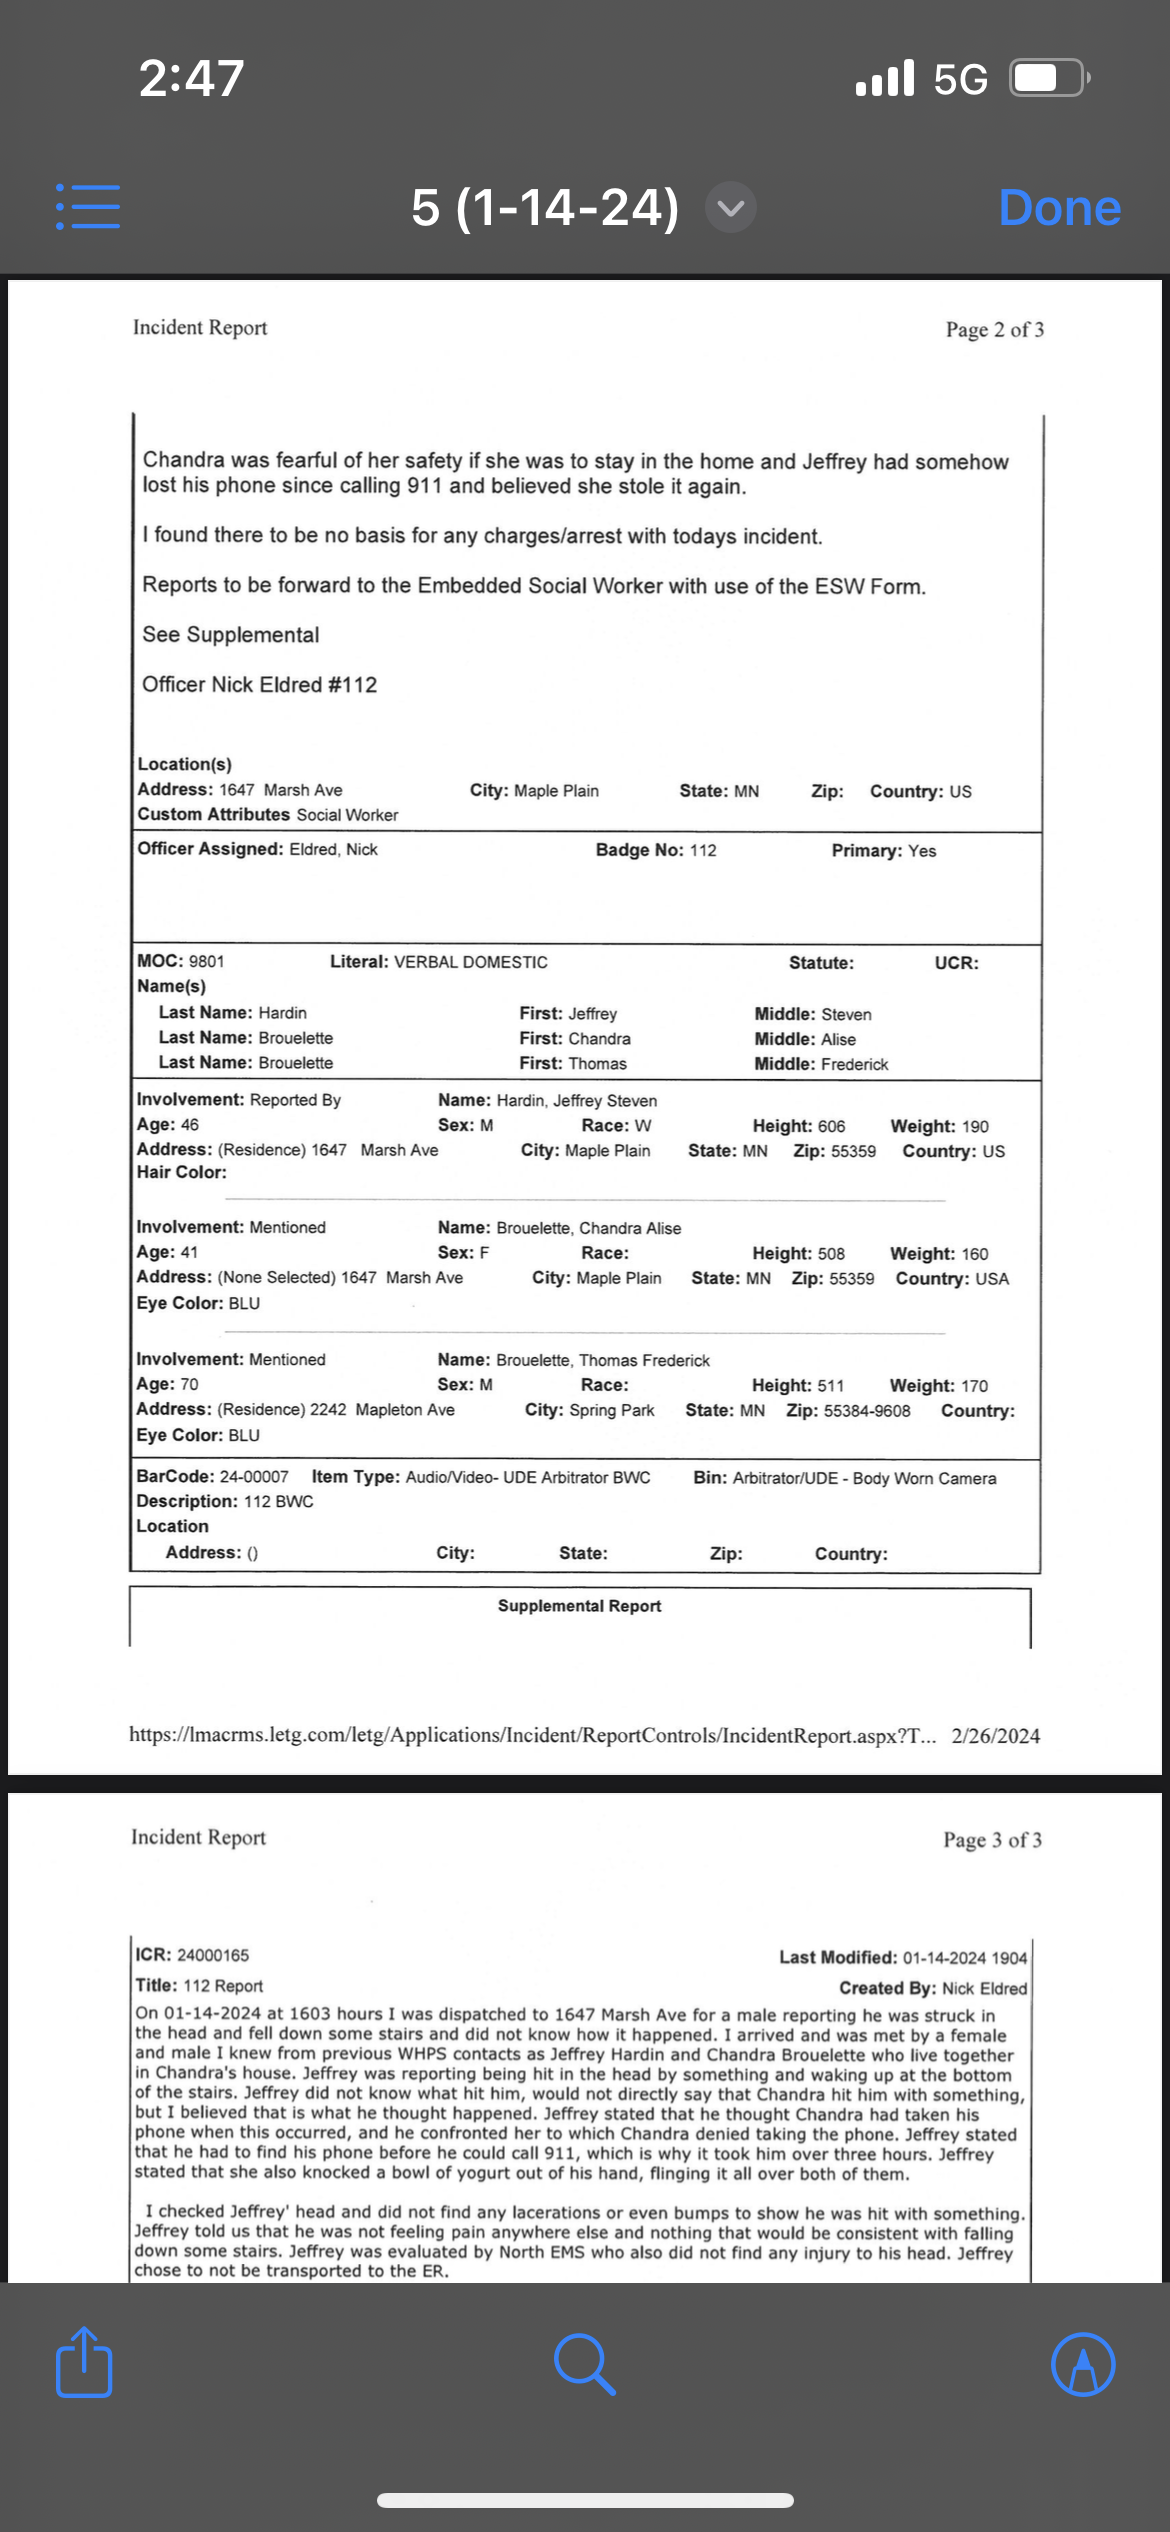 2:47
5G
5 (1-14-24)
Done
Incident Report
Page 2 of 3
Chandra was fearful of her safety if she was to stay in the home and Jeffrey had somehow
lost his phone since calling 911 and believed she stole it again.
I found there to be no basis for any charges/arrest with todays incident.
Reports to be forward to the Embedded Social Worker with use of the ESW Form.
See Supplemental
Officer Nick Eldred #112
Location(s)
Address: 1647 Marsh Ave City: Maple Plain State: MN Zip: Country: US
Custom Attributes Social Worker
Officer Assigned: Eldred, Nick Badge No: 112 Primary: Yes
MOC: 9801 Literal: VERBAL DOMESTIC Statute: UCR:
Name(s)
Last Name: Hardin First: Jeffrey Middle: Steven
Last Name: Brouelette First: Chandra Middle: Alise
Last Name: Brouelette First: Thomas Middle: Frederick
Involvement: Reported By Name: Hardin, Jeffrey Steven
Age: 46 Sex: M Race: W Height: 606 Weight: 190
Address: (Residence) 1647 Marsh Ave City: Maple Plain State: MN Zip: 55359 Country: US
Hair Color:
Involvement: Mentioned Name: Brouelette, Chandra Alise
Age: 41 Sex: F Race: Height: 508 Weight: 160
Address: (None Selected) 1647 Marsh Ave City: Maple Plain State: MN Zip: 55359 Country: USA
Eye Color: BLU
Involvement: Mentioned Name: Brouelette, Thomas Frederick
Age: 70 Sex: M Race: Height: 511 Weight: 170
Address: (Residence) 2242 Mapleton Ave City: Spring Park State: MN Zip: 55384-9608 Country:
Eye Color: BLU
BarCode: 24-00007 Item Type: Audio/Video- UDE Arbitrator BWC Bin: Arbitrator/UDE - Body Worn Camera
Description: 112 BWC
Location
Address: () City: State: Zip: Country:
Supplemental Report
https://lmacrms.letg.com/letg/Applications/Incident/ReportControls/IncidentReport.aspx?T... 2/26/2024
Incident Report
Page 3 of 3
ICR: 24000165 Last Modified: 01-14-2024 1904
Title: 112 Report Created By: Nick Eldred
On 01-14-2024 at 1603 hours I was dispatched to 1647 Marsh Ave for a male reporting he was struck in
the head and fell down some stairs and did not know how it happened. I arrived and was met by a female
and male I knew from previous WHPS contacts as Jeffrey Hardin and Chandra Brouelette who live together
in Chandra's house. Jeffrey was reporting being hit in the head by something and waking up at the bottom
of the stairs. Jeffrey did not know what hit him, would not directly say that Chandra hit him with something,
but I believed that is what he thought happened. Jeffrey stated that he thought Chandra had taken his
phone when this occurred, and he confronted her to which Chandra denied taking the phone. Jeffrey stated
that he had to find his phone before he could call 911, which is why it took him over three hours. Jeffrey
stated that she also knocked a bowl of yogurt out of his hand, flinging it all over both of them.
I checked Jeffrey' head and did not find any lacerations or even bumps to show he was hit with something.
Jeffrey told us that he was not feeling pain anywhere else and nothing that would be consistent with falling
down some stairs. Jeffrey was evaluated by North EMS who also did not find any injury to his head. Jeffrey
chose to not be transported to the ER.